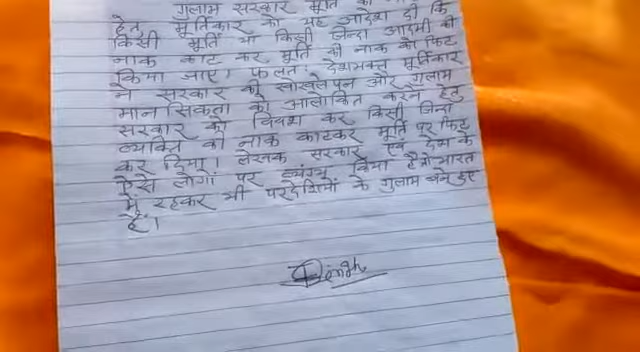 गुलाम सरकार मूर्ति की
हेतु मूर्तिकार को यह आदेश दी कि
किसी मूर्ति या किसी जिन्दा आदमी की
नाक काट कर मूर्ति की नाक को फिट
किया जाए। फलत: देशभक्त मूर्तिकार
ने सरकार की खोखलेपन और गुलाम
मानसिकता को आलोकित करने हेतु
सरकार को विवश कर किसी जिन्दा
व्यक्ति की नाक काटकर मूर्ति पर फिट
कर दिया। लेखक सरकार एवं देश के
ऐसे लोगों पर व्यंग्य किया है जो भारत
में रहकर भी परदेशियों के गुलाम बने हुए
हैं।